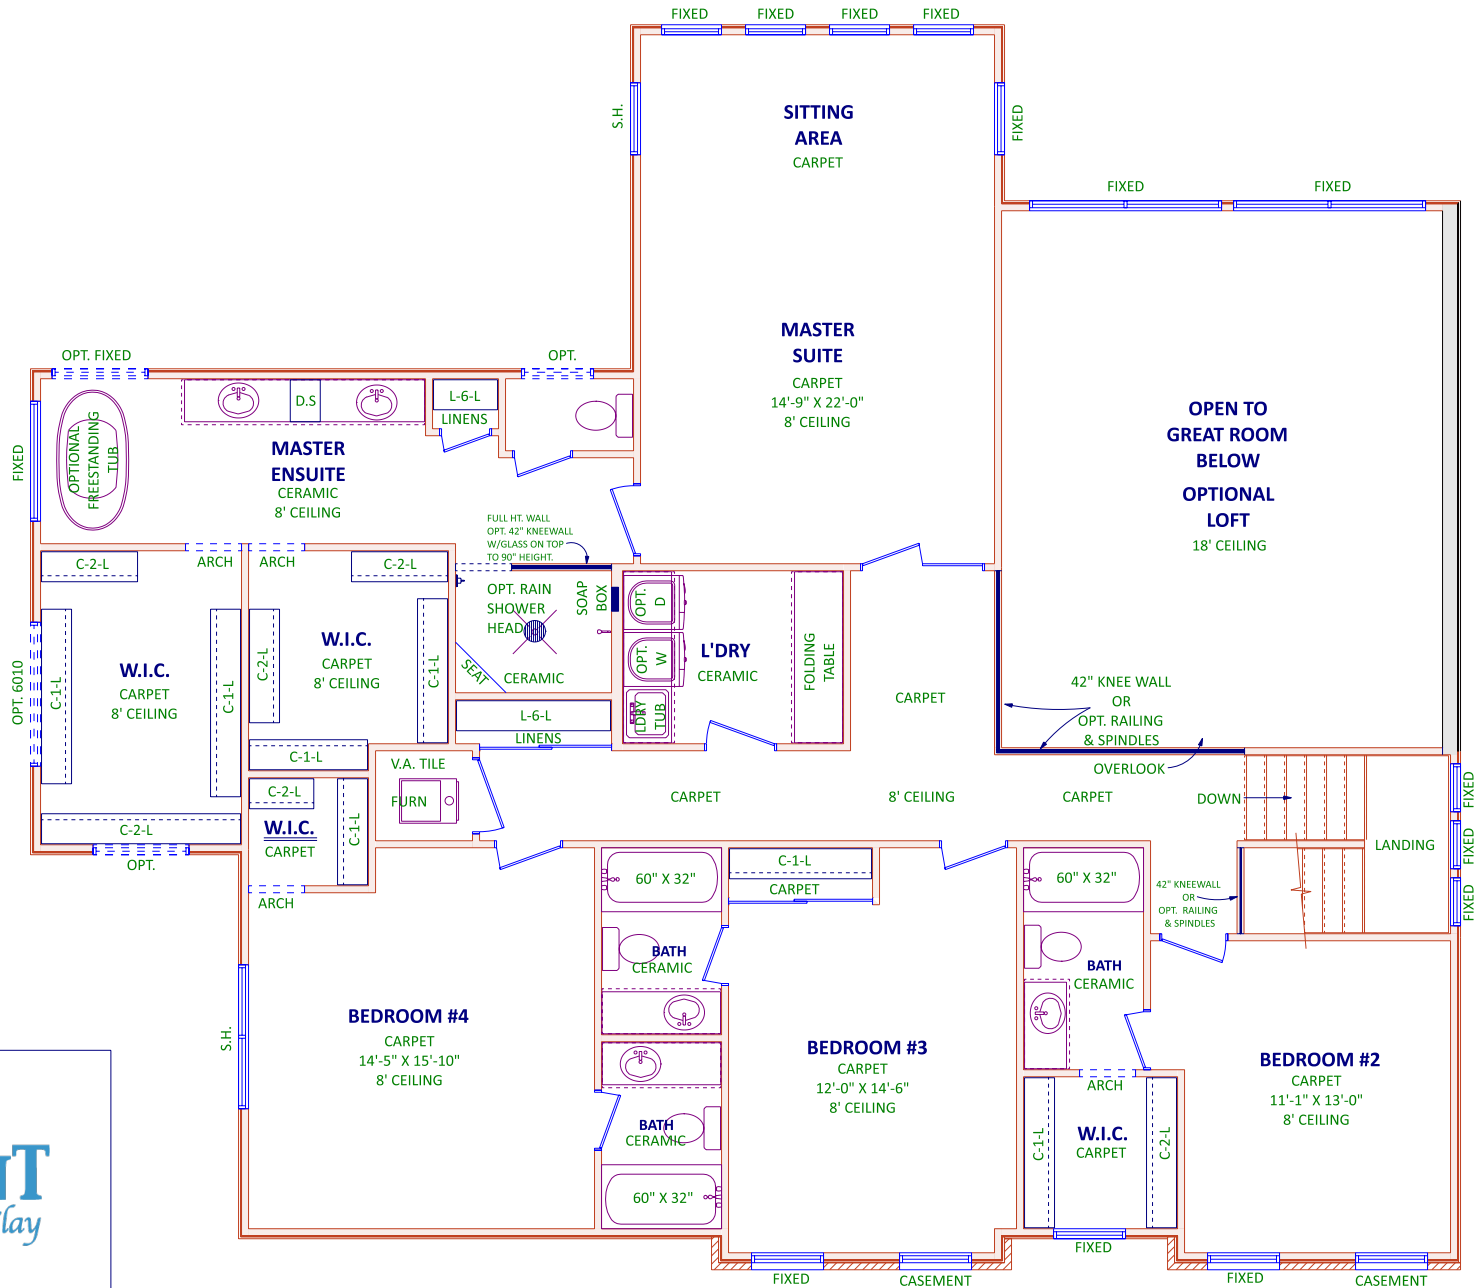 FIXED
FIXED
FIXED
FIXED
S.H.
FIXED
SITTING
AREA
CARPET
FIXED
FIXED
MASTER
SUITE
CARPET
14'-9" X 22'-0"
8' CEILING
OPEN TO
GREAT ROOM
BELOW
OPTIONAL
LOFT
18' CEILING
OPT. FIXED
OPT.
FIXED
OPTIONAL
FREESTANDING
TUB
D.S
L-6-L
LINENS
MASTER
ENSUITE
CERAMIC
8' CEILING
FULL HT. WALL
OPT. 42" KNEEWALL
W/GLASS ON TOP
TO 90" HEIGHT.
ARCH
ARCH
C-2-L
C-2-L
OPT. 6010
C-1-L
W.I.C.
CARPET
8' CEILING
C-1-L
C-2-L
C-2-L
W.I.C.
CARPET
8' CEILING
C-1-L
C-1-L
OPT. RAIN
SHOWER
HEAD
SOAP
BOX
SEAT
CERAMIC
L-6-L
LINENS
OPT.
D
OPT.
W
LDRY
TUB
L'DRY
CERAMIC
FOLDING
TABLE
CARPET
42" KNEE WALL
OR
OPT. RAILING
& SPINDLES
OVERLOOK
V.A. TILE
FURN
CARPET
8' CEILING
CARPET
DOWN
LANDING
FIXED
FIXED
FIXED
OPT.
C-2-L
W.I.C.
CARPET
C-1-L
ARCH
60" X 32"
BATH
CERAMIC
C-1-L
CARPET
60" X 32"
BATH
CERAMIC
42" KNEEWALL
OR
OPT. RAILING
& SPINDLES
S.H.
BEDROOM #4
CARPET
14'-5" X 15'-10"
8' CEILING
BATH
CERAMIC
60" X 32"
BEDROOM #3
CARPET
12'-0" X 14'-6"
8' CEILING
ARCH
C-1-L
W.I.C.
CARPET
C-2-L
BEDROOM #2
CARPET
11'-1" X 13'-0"
8' CEILING
FIXED
FIXED
CASEMENT
FIXED
CASEMENT